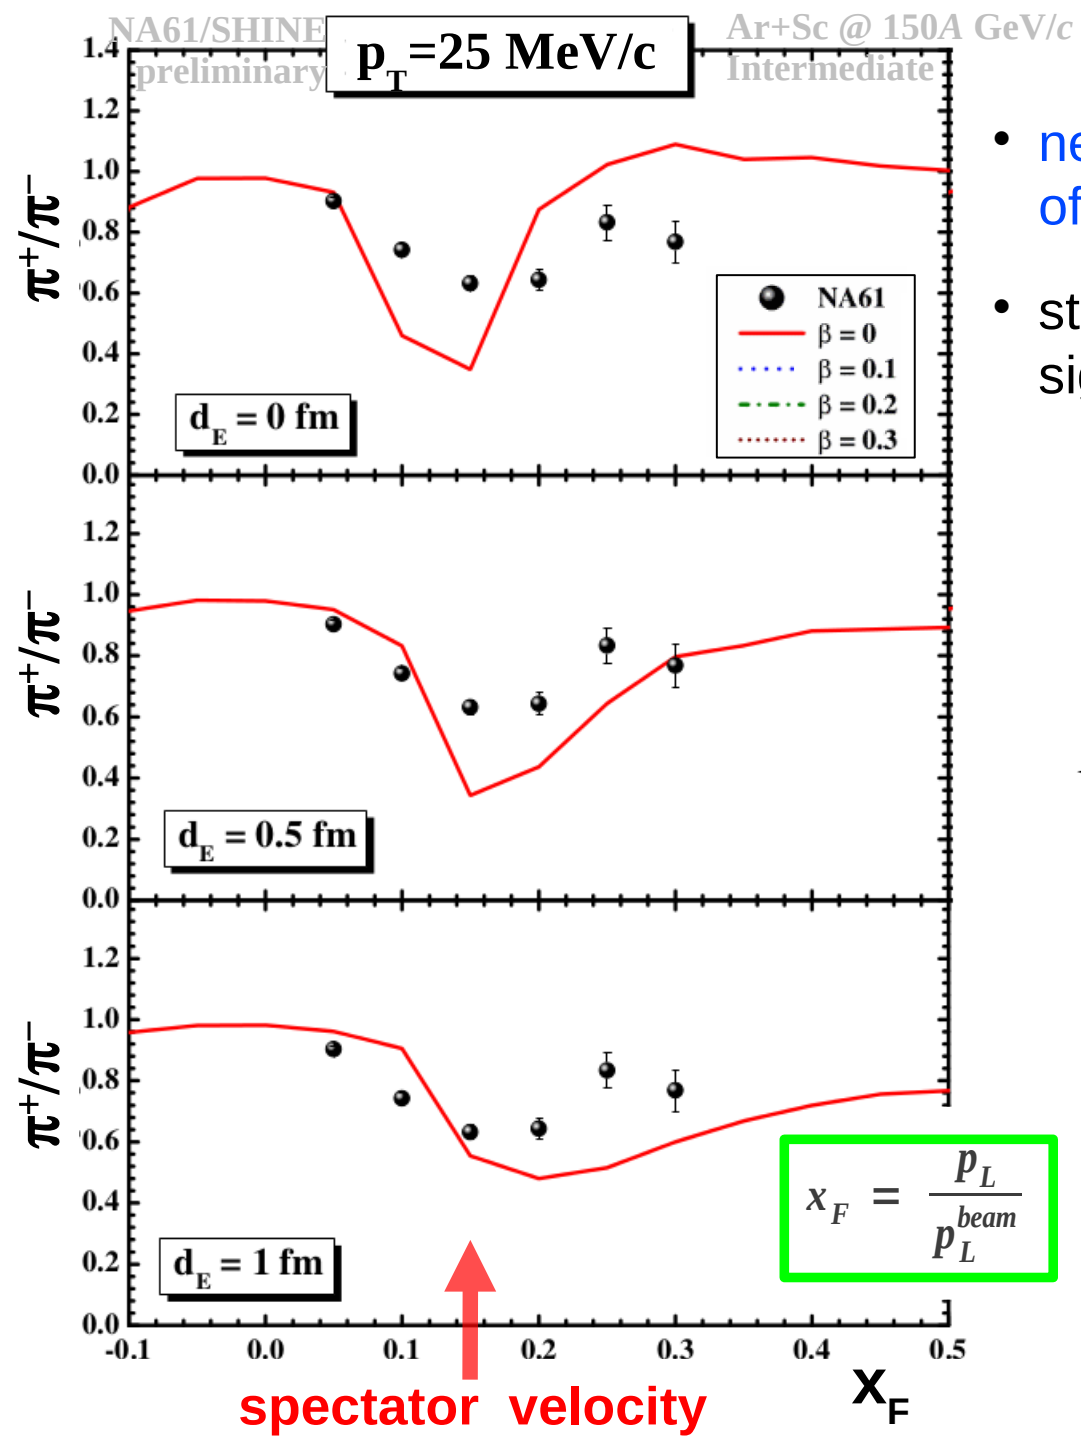 NA61/SHINE
preliminary
p_T=25 MeV/c
Ar+Sc @ 150A GeV/c
Intermediate
• ne
of
• st
1.4
1.2
1.0
0.8
0.6
0.4
0.2
0.0
π⁺/π⁻
NA61
β = 0
β = 0.1
β = 0.2
β = 0.3
d_E = 0 fm
1.2
1.0
0.8
0.6
0.4
0.2
0.0
π⁺/π⁻
d_E = 0.5 fm
1.2
1.0
0.8
0.6
0.4
0.2
0.0
π⁺/π⁻
x_F = p_L / p_L^beam
d_E = 1 fm
-0.1 0.0 0.1 0.2 0.3 0.4 0.5
x_F
spectator velocity